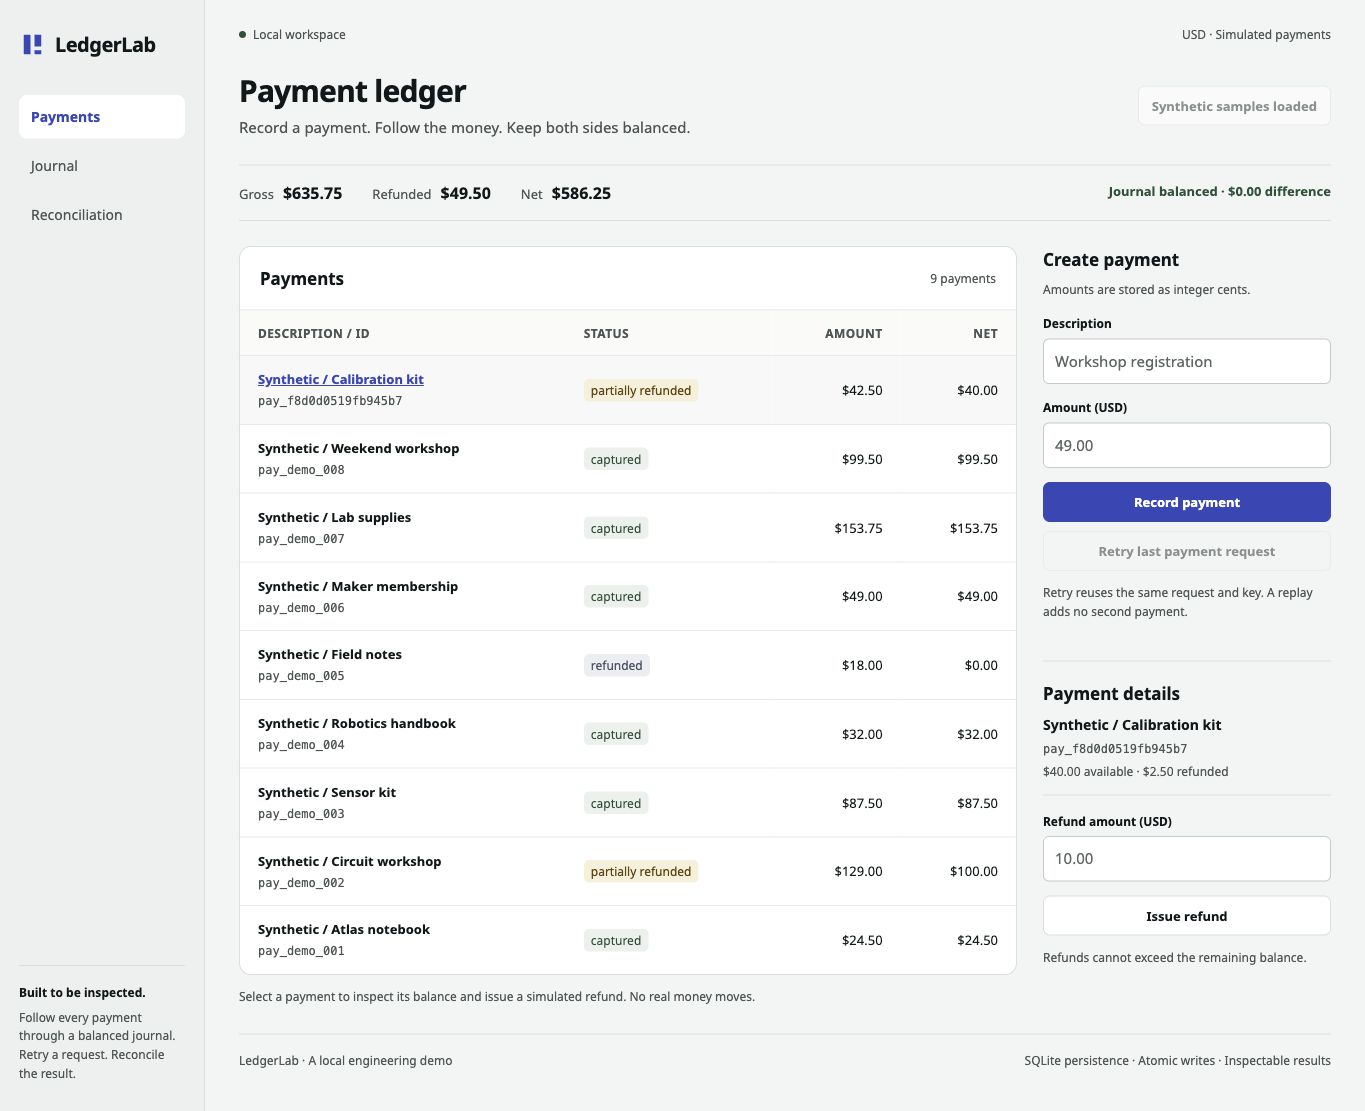 LedgerLab
Payments
Journal
Reconciliation
Built to be inspected.
Follow every payment
through a balanced journal.
Retry a request. Reconcile
the result.
Local workspace
USD · Simulated payments
Payment ledger
Record a payment. Follow the money. Keep both sides balanced.
Synthetic samples loaded
Gross $635.75 Refunded $49.50 Net $586.25
Journal balanced · $0.00 difference
Payments
9 payments
DESCRIPTION / ID STATUS AMOUNT NET
Synthetic / Calibration kit
pay_f8d0d0519fb945b7
partially refunded $42.50 $40.00
Synthetic / Weekend workshop
pay_demo_008
captured $99.50 $99.50
Synthetic / Lab supplies
pay_demo_007
captured $153.75 $153.75
Synthetic / Maker membership
pay_demo_006
captured $49.00 $49.00
Synthetic / Field notes
pay_demo_005
refunded $18.00 $0.00
Synthetic / Robotics handbook
pay_demo_004
captured $32.00 $32.00
Synthetic / Sensor kit
pay_demo_003
captured $87.50 $87.50
Synthetic / Circuit workshop
pay_demo_002
partially refunded $129.00 $100.00
Synthetic / Atlas notebook
pay_demo_001
captured $24.50 $24.50
Select a payment to inspect its balance and issue a simulated refund. No real money moves.
Create payment
Amounts are stored as integer cents.
Description
Workshop registration
Amount (USD)
49.00
Record payment
Retry last payment request
Retry reuses the same request and key. A replay
adds no second payment.
Payment details
Synthetic / Calibration kit
pay_f8d0d0519fb945b7
$40.00 available · $2.50 refunded
Refund amount (USD)
10.00
Issue refund
Refunds cannot exceed the remaining balance.
LedgerLab · A local engineering demo
SQLite persistence · Atomic writes · Inspectable results